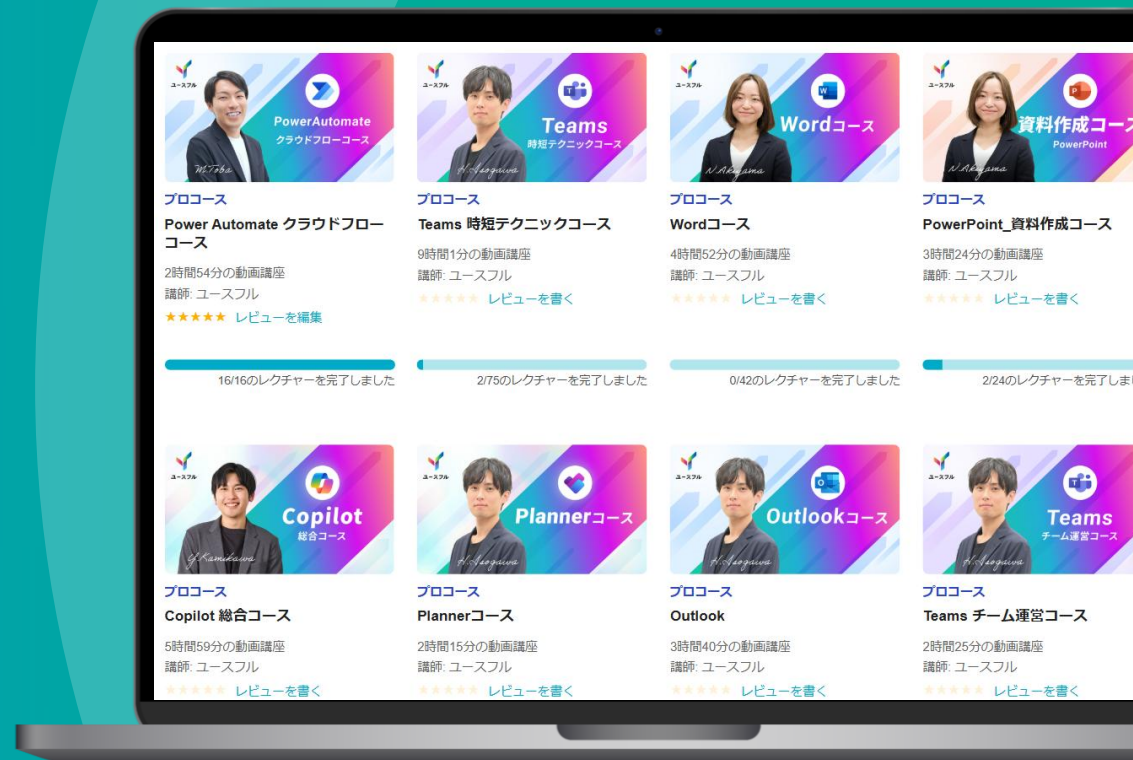 ユースフル
PowerAutomate
クラウドフローコース
M.Toba
ユースフル
Teams
時短テクニックコース
H.Asogawa
ユースフル
Wordコース
N.Akiyama
ユースフル
資料作成コース
PowerPoint
N.Akiyama
プロコース
Power Automate クラウドフロー
コース
2時間54分の動画講座
講師: ユースフル
★★★★★ レビューを編集
16/16のレクチャーを完了しました
プロコース
Teams 時短テクニックコース
9時間1分の動画講座
講師: ユースフル
★★★★★ レビューを書く
2/75のレクチャーを完了しました
プロコース
Wordコース
4時間52分の動画講座
講師: ユースフル
★★★★★ レビューを書く
0/42のレクチャーを完了しました
プロコース
PowerPoint_資料作成コース
3時間24分の動画講座
講師: ユースフル
★★★★★ レビューを書く
2/24のレクチャーを完了しま
ユースフル
Copilot
総合コース
Y.Kamikawa
ユースフル
Plannerコース
H.Asogawa
ユースフル
Outlookコース
H.Asogawa
ユースフル
Teams
チーム運営コース
H.Asogawa
プロコース
Copilot 総合コース
5時間59分の動画講座
講師: ユースフル
★★★★★ レビューを書く
プロコース
Plannerコース
2時間15分の動画講座
講師: ユースフル
★★★★★ レビューを書く
プロコース
Outlook
3時間40分の動画講座
講師: ユースフル
★★★★★ レビューを書く
プロコース
Teams チーム運営コース
2時間25分の動画講座
講師: ユースフル
★★★★★ レビューを書く